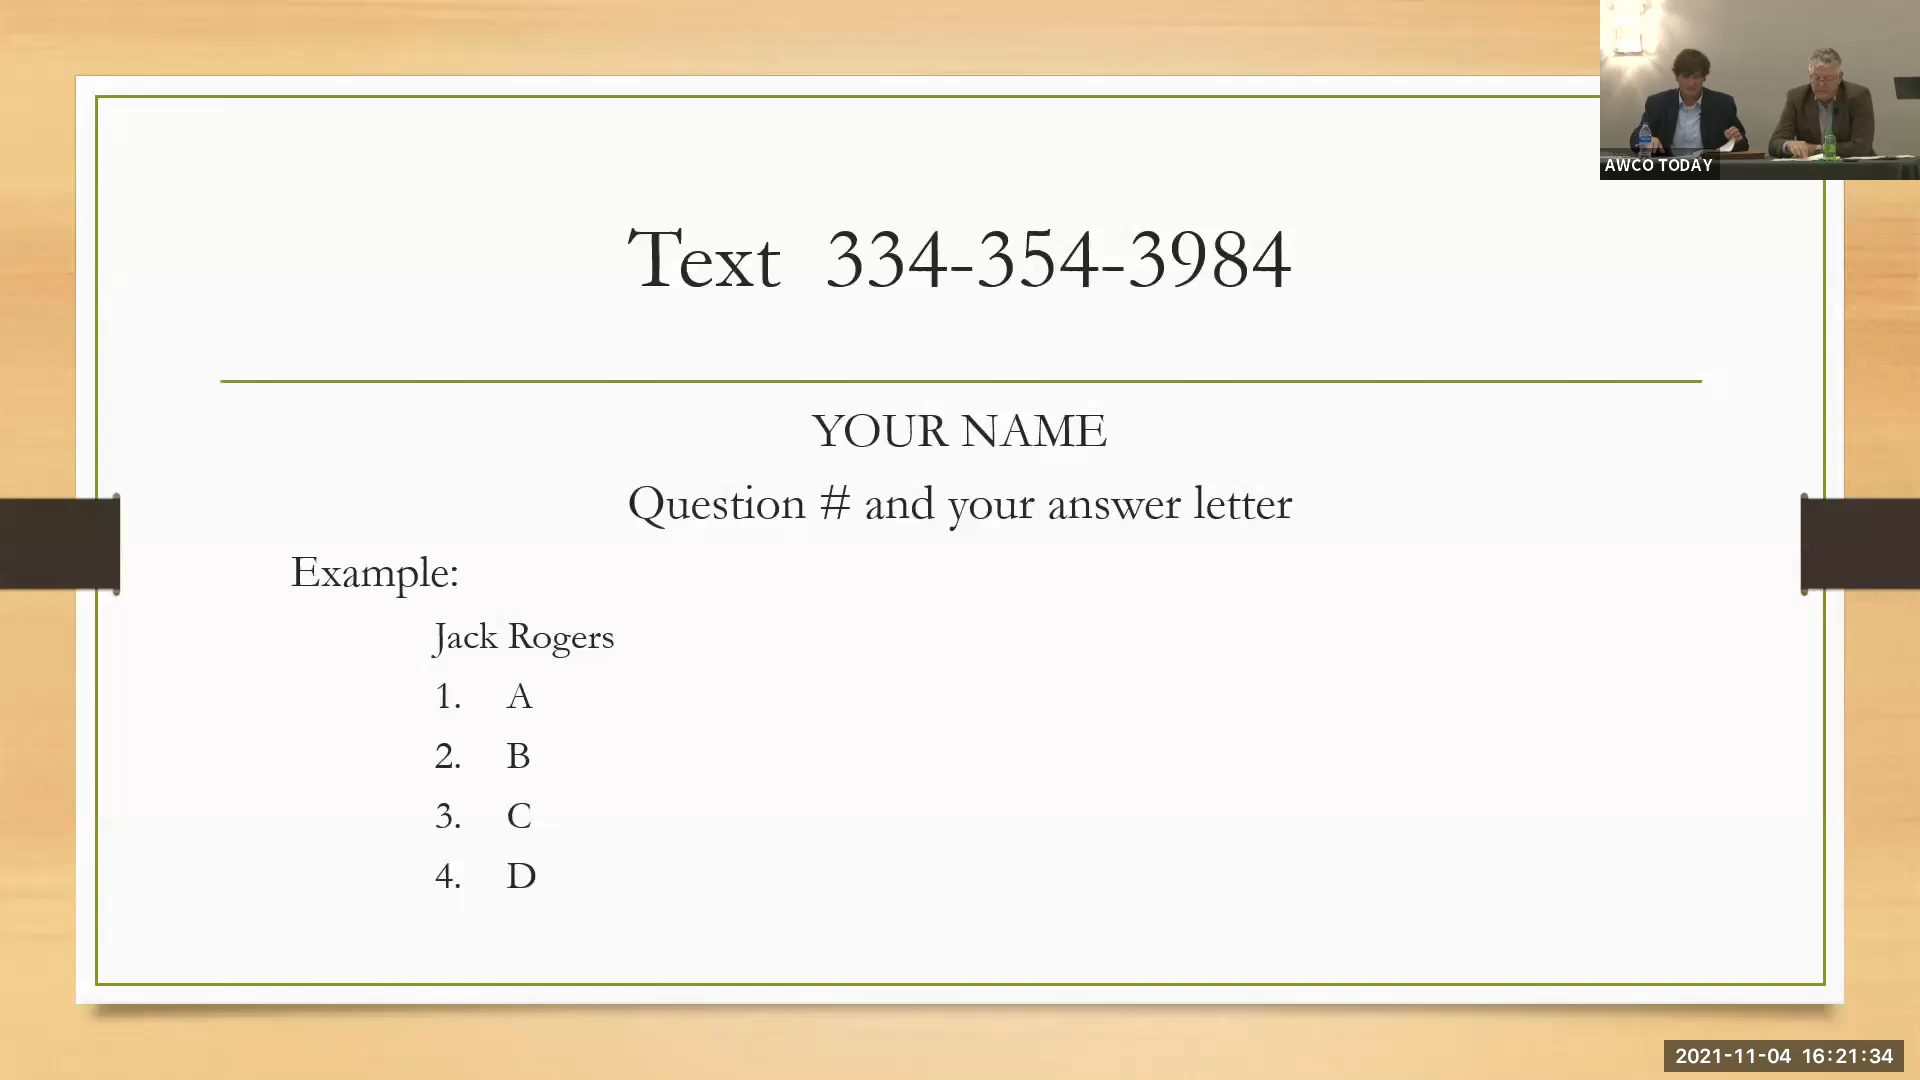 AWCO TODAY
Text 334-354-3984
YOUR NAME
Question # and your answer letter
Example:
Jack Rogers
1. A
2. B
3. C
4. D
2021-11-04 16:21:34